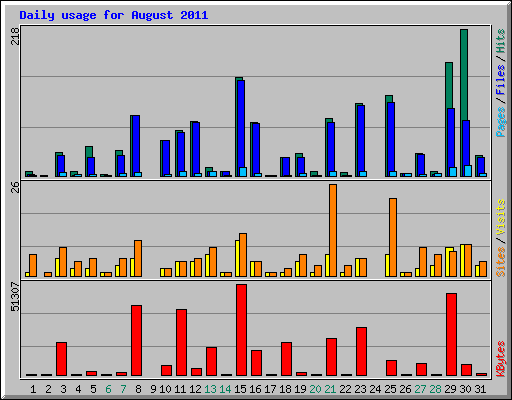 Daily usage for August 2011
218
Pages / Files / Hits
26
Sites / Visits
51307
KBytes
1 2 3 4 5 6 7 8 9 10 11 12 13 14 15 16 17 18 19 20 21 22 23 24 25 26 27 28 29 30 31